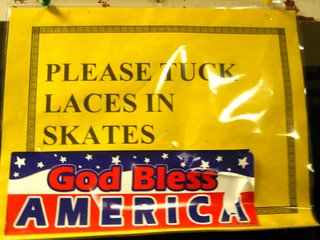 PLEASE TUCK
LACES IN
SKATES
God Bless
AMERICA